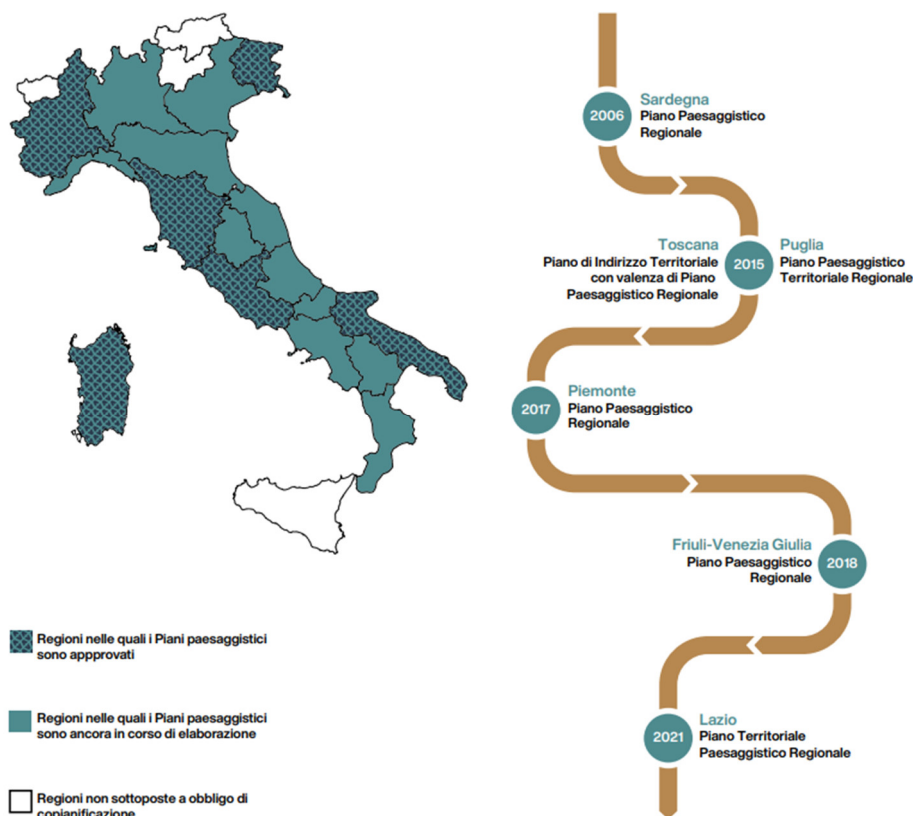 2006
Sardegna
Piano Paesaggistico
Regionale
Toscana
Piano di Indirizzo Territoriale
con valenza di Piano
Paesaggistico Regionale
2015
Puglia
Piano Paesaggistico
Territoriale Regionale
2017
Piemonte
Piano Paesaggistico
Regionale
Friuli-Venezia Giulia
Piano Paesaggistico
Regionale
2018
2021
Lazio
Piano Territoriale
Paesaggistico Regionale
Regioni nelle quali i Piani paesaggistici
sono appprovati
Regioni nelle quali i Piani paesaggistici
sono ancora in corso di elaborazione
Regioni non sottoposte a obbligo di
copianificazione